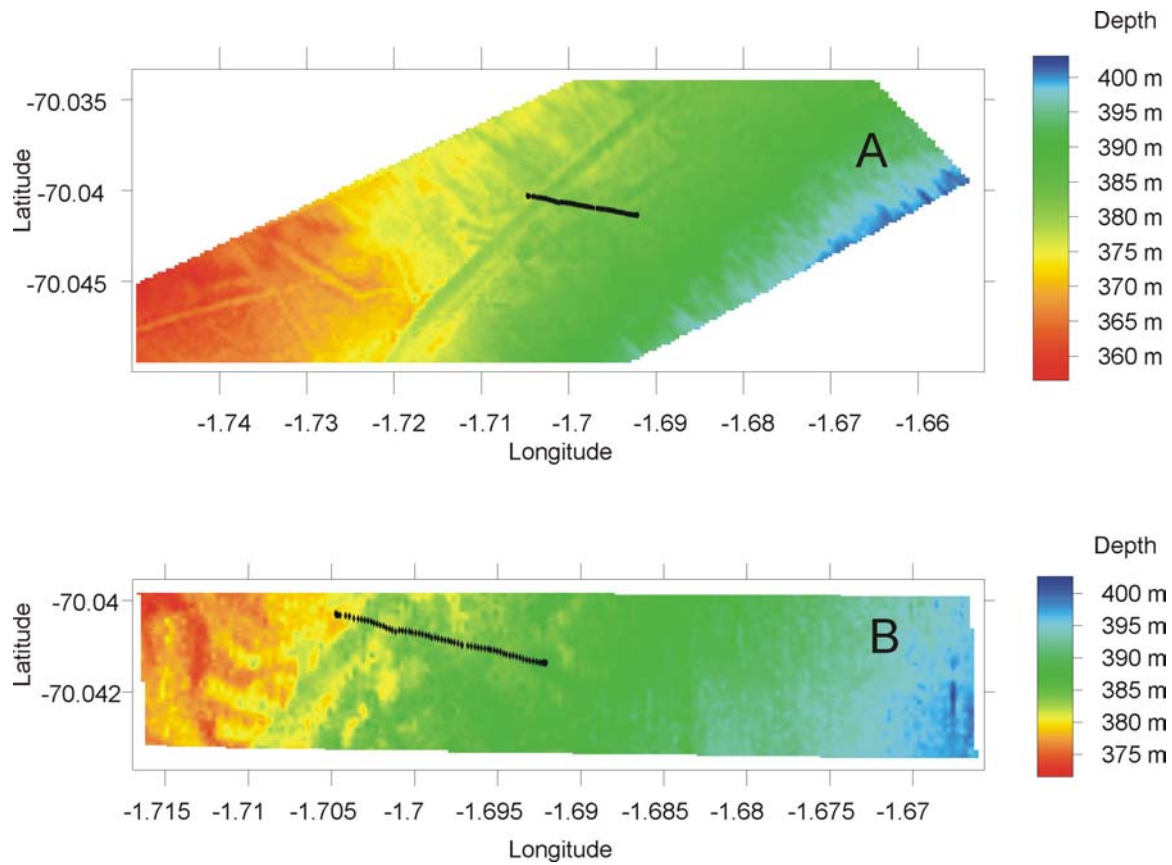 Depth
400 m
395 m
390 m
385 m
380 m
375 m
370 m
365 m
360 m
A
Latitude
-70.035
-70.04
-70.045
-1.74 -1.73 -1.72 -1.71 -1.7 -1.69 -1.68 -1.67 -1.66
Longitude
Depth
400 m
395 m
390 m
385 m
380 m
375 m
B
Latitude
-70.04
-70.042
-1.715 -1.71 -1.705 -1.7 -1.695 -1.69 -1.685 -1.68 -1.675 -1.67
Longitude